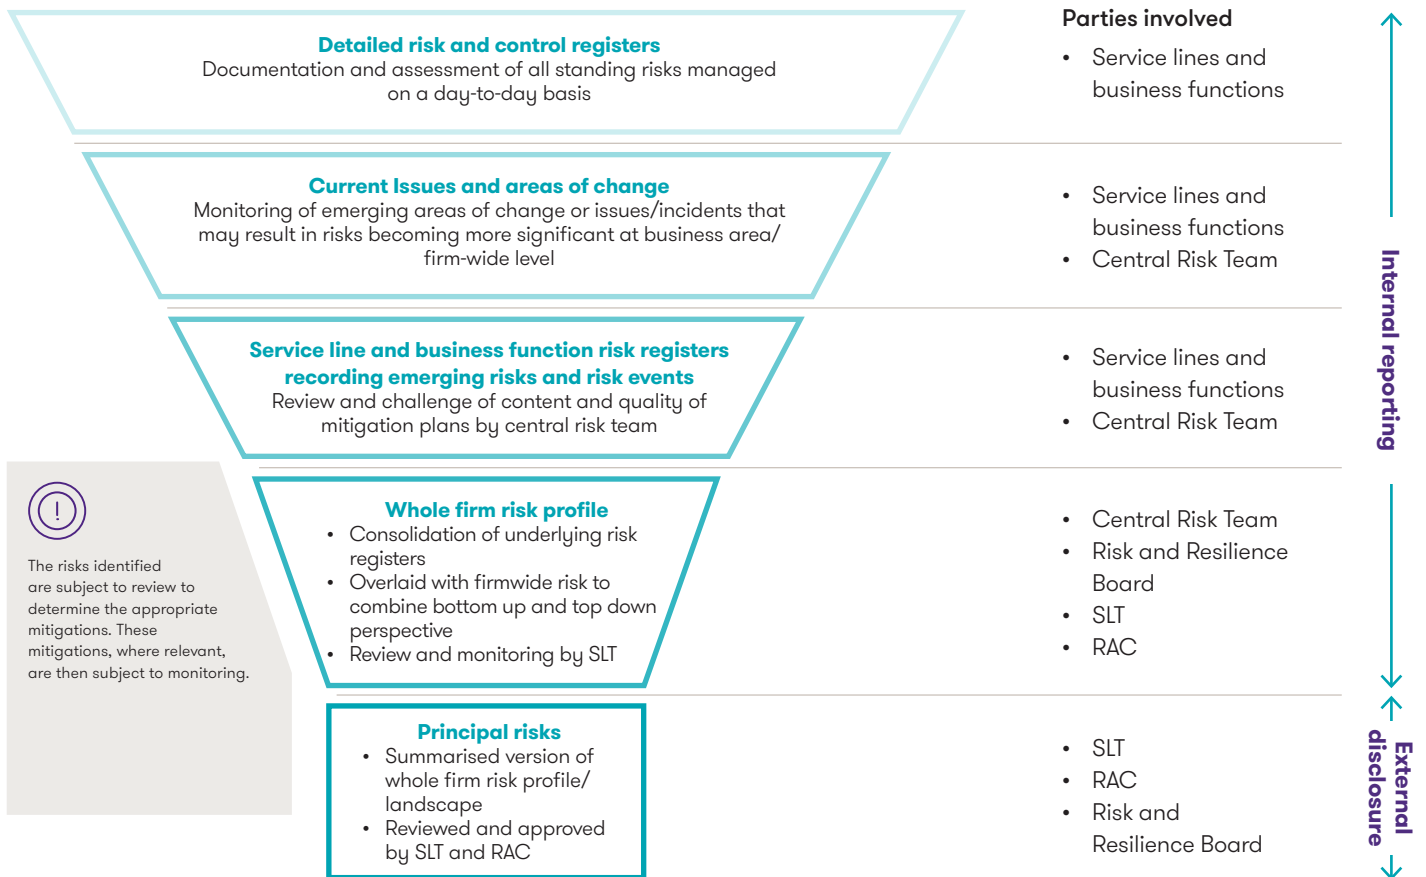 Detailed risk and control registers
Documentation and assessment of all standing risks managed
on a day-to-day basis
Parties involved
• Service lines and
business functions
Current Issues and areas of change
Monitoring of emerging areas of change or issues/incidents that
may result in risks becoming more significant at business area/
firm-wide level
• Service lines and
business functions
• Central Risk Team
Service line and business function risk registers
recording emerging risks and risk events
Review and challenge of content and quality of
mitigation plans by central risk team
• Service lines and
business functions
• Central Risk Team
Internal reporting
The risks identified
are subject to review to
determine the appropriate
mitigations. These
mitigations, where relevant,
are then subject to monitoring.
Whole firm risk profile
• Consolidation of underlying risk
registers
• Overlaid with firmwide risk to
combine bottom up and top down
perspective
• Review and monitoring by SLT
• Central Risk Team
• Risk and Resilience
Board
• SLT
• RAC
Principal risks
• Summarised version of
whole firm risk profile/
landscape
• Reviewed and approved
by SLT and RAC
• SLT
• RAC
• Risk and
Resilience Board
External
disclosure